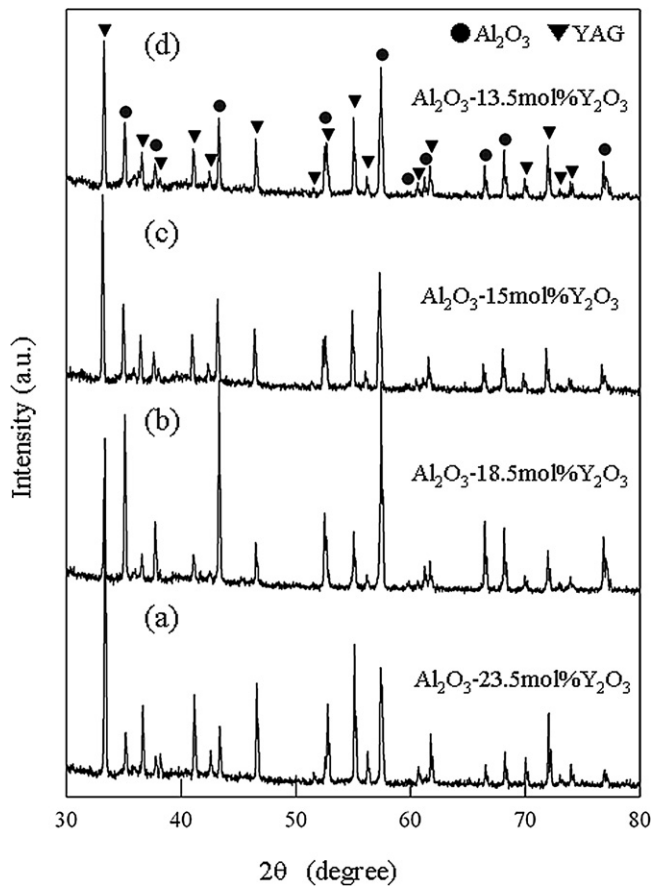 (d)
● Al₂O₃ ▼ YAG
Al₂O₃-13.5mol%Y₂O₃
(c)
Al₂O₃-15mol%Y₂O₃
(b)
Al₂O₃-18.5mol%Y₂O₃
(a)
Al₂O₃-23.5mol%Y₂O₃
Intensity (a.u.)
30 40 50 60 70 80
2θ (degree)